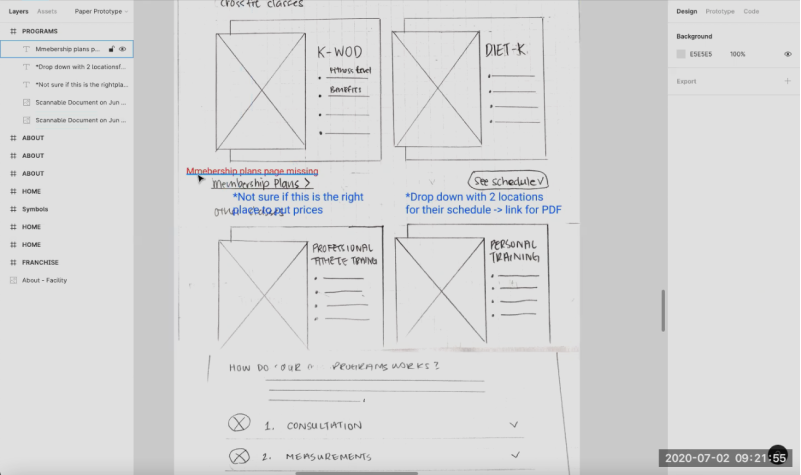 Layers Assets Paper Prototype
Design Prototype Code
PROGRAMS
Mmebership plans p...
*Drop down with 2 locationsf...
*Not sure if this is the rightpla...
Scannable Document on Jun ...
Scannable Document on Jun ...
ABOUT
ABOUT
ABOUT
HOME
Symbols
HOME
HOME
FRANCHISE
About - Facility
Background
E5E5E5 100%
Export
crossfit classes
K-WOD
Fitness level
Benefits
DIET-K
Mmebership plans page missing
Membership Plans >
See schedule
*Not sure if this is the right
place to put prices
*Drop down with 2 locations
for their schedule -> link for PDF
other classes
PROFESSIONAL
ATHLETE TRAINING
PERSONAL
TRAINING
HOW DO "OUR" PROGRAMS WORKS?
1. CONSULTATION
2. MEASUREMENTS
2020-07-02 09:21:55